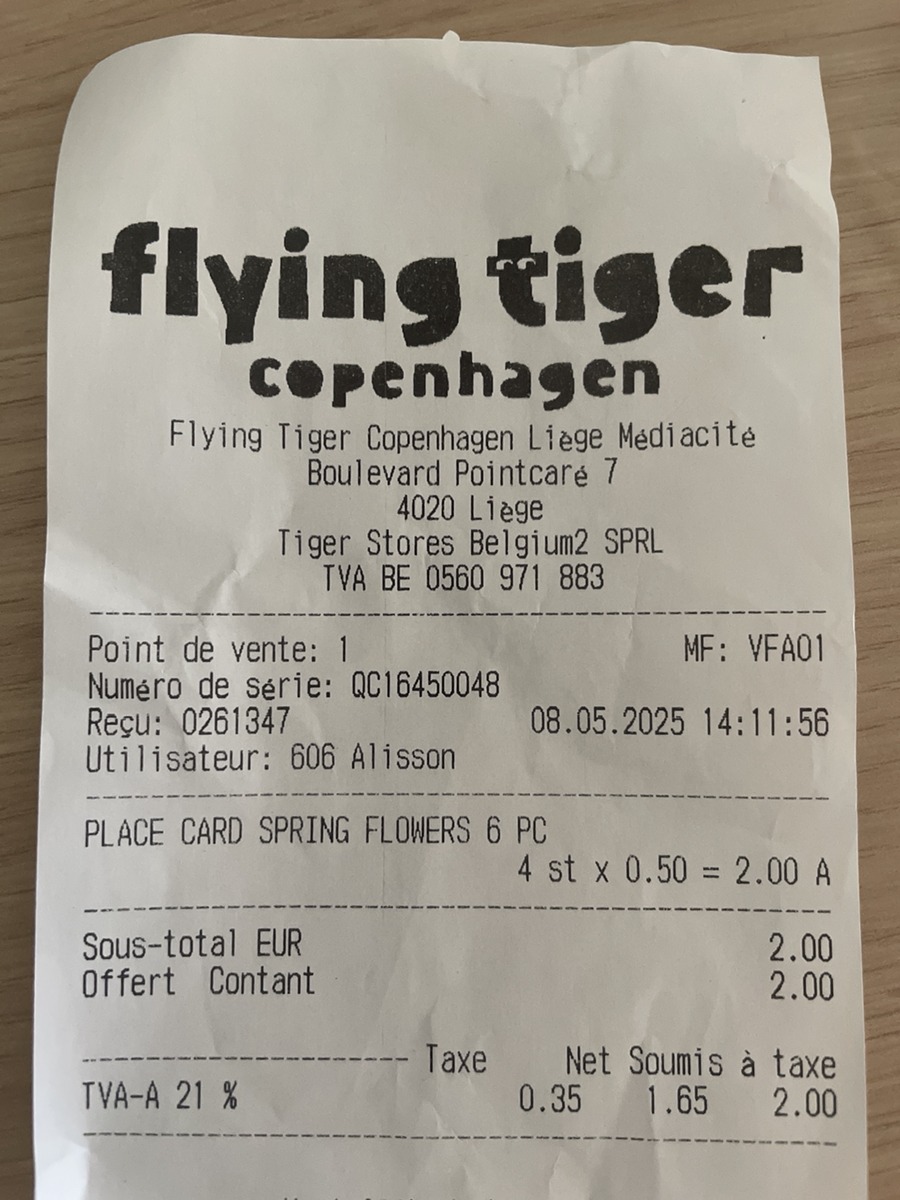 flying tiger
copenhagen
Flying Tiger Copenhagen Liège Médiacité
Boulevard Pointcaré 7
4020 Liège
Tiger Stores Belgium2 SPRL
TVA BE 0560 971 883
Point de vente: 1 MF: VFA01
Numéro de série: QC16450048
Reçu: 0261347 08.05.2025 14:11:56
Utilisateur: 606 Alisson
PLACE CARD SPRING FLOWERS 6 PC
4 st x 0.50 = 2.00 A
Sous-total EUR 2.00
Offert Contant 2.00
Taxe Net Soumis à taxe
TVA-A 21 % 0.35 1.65 2.00